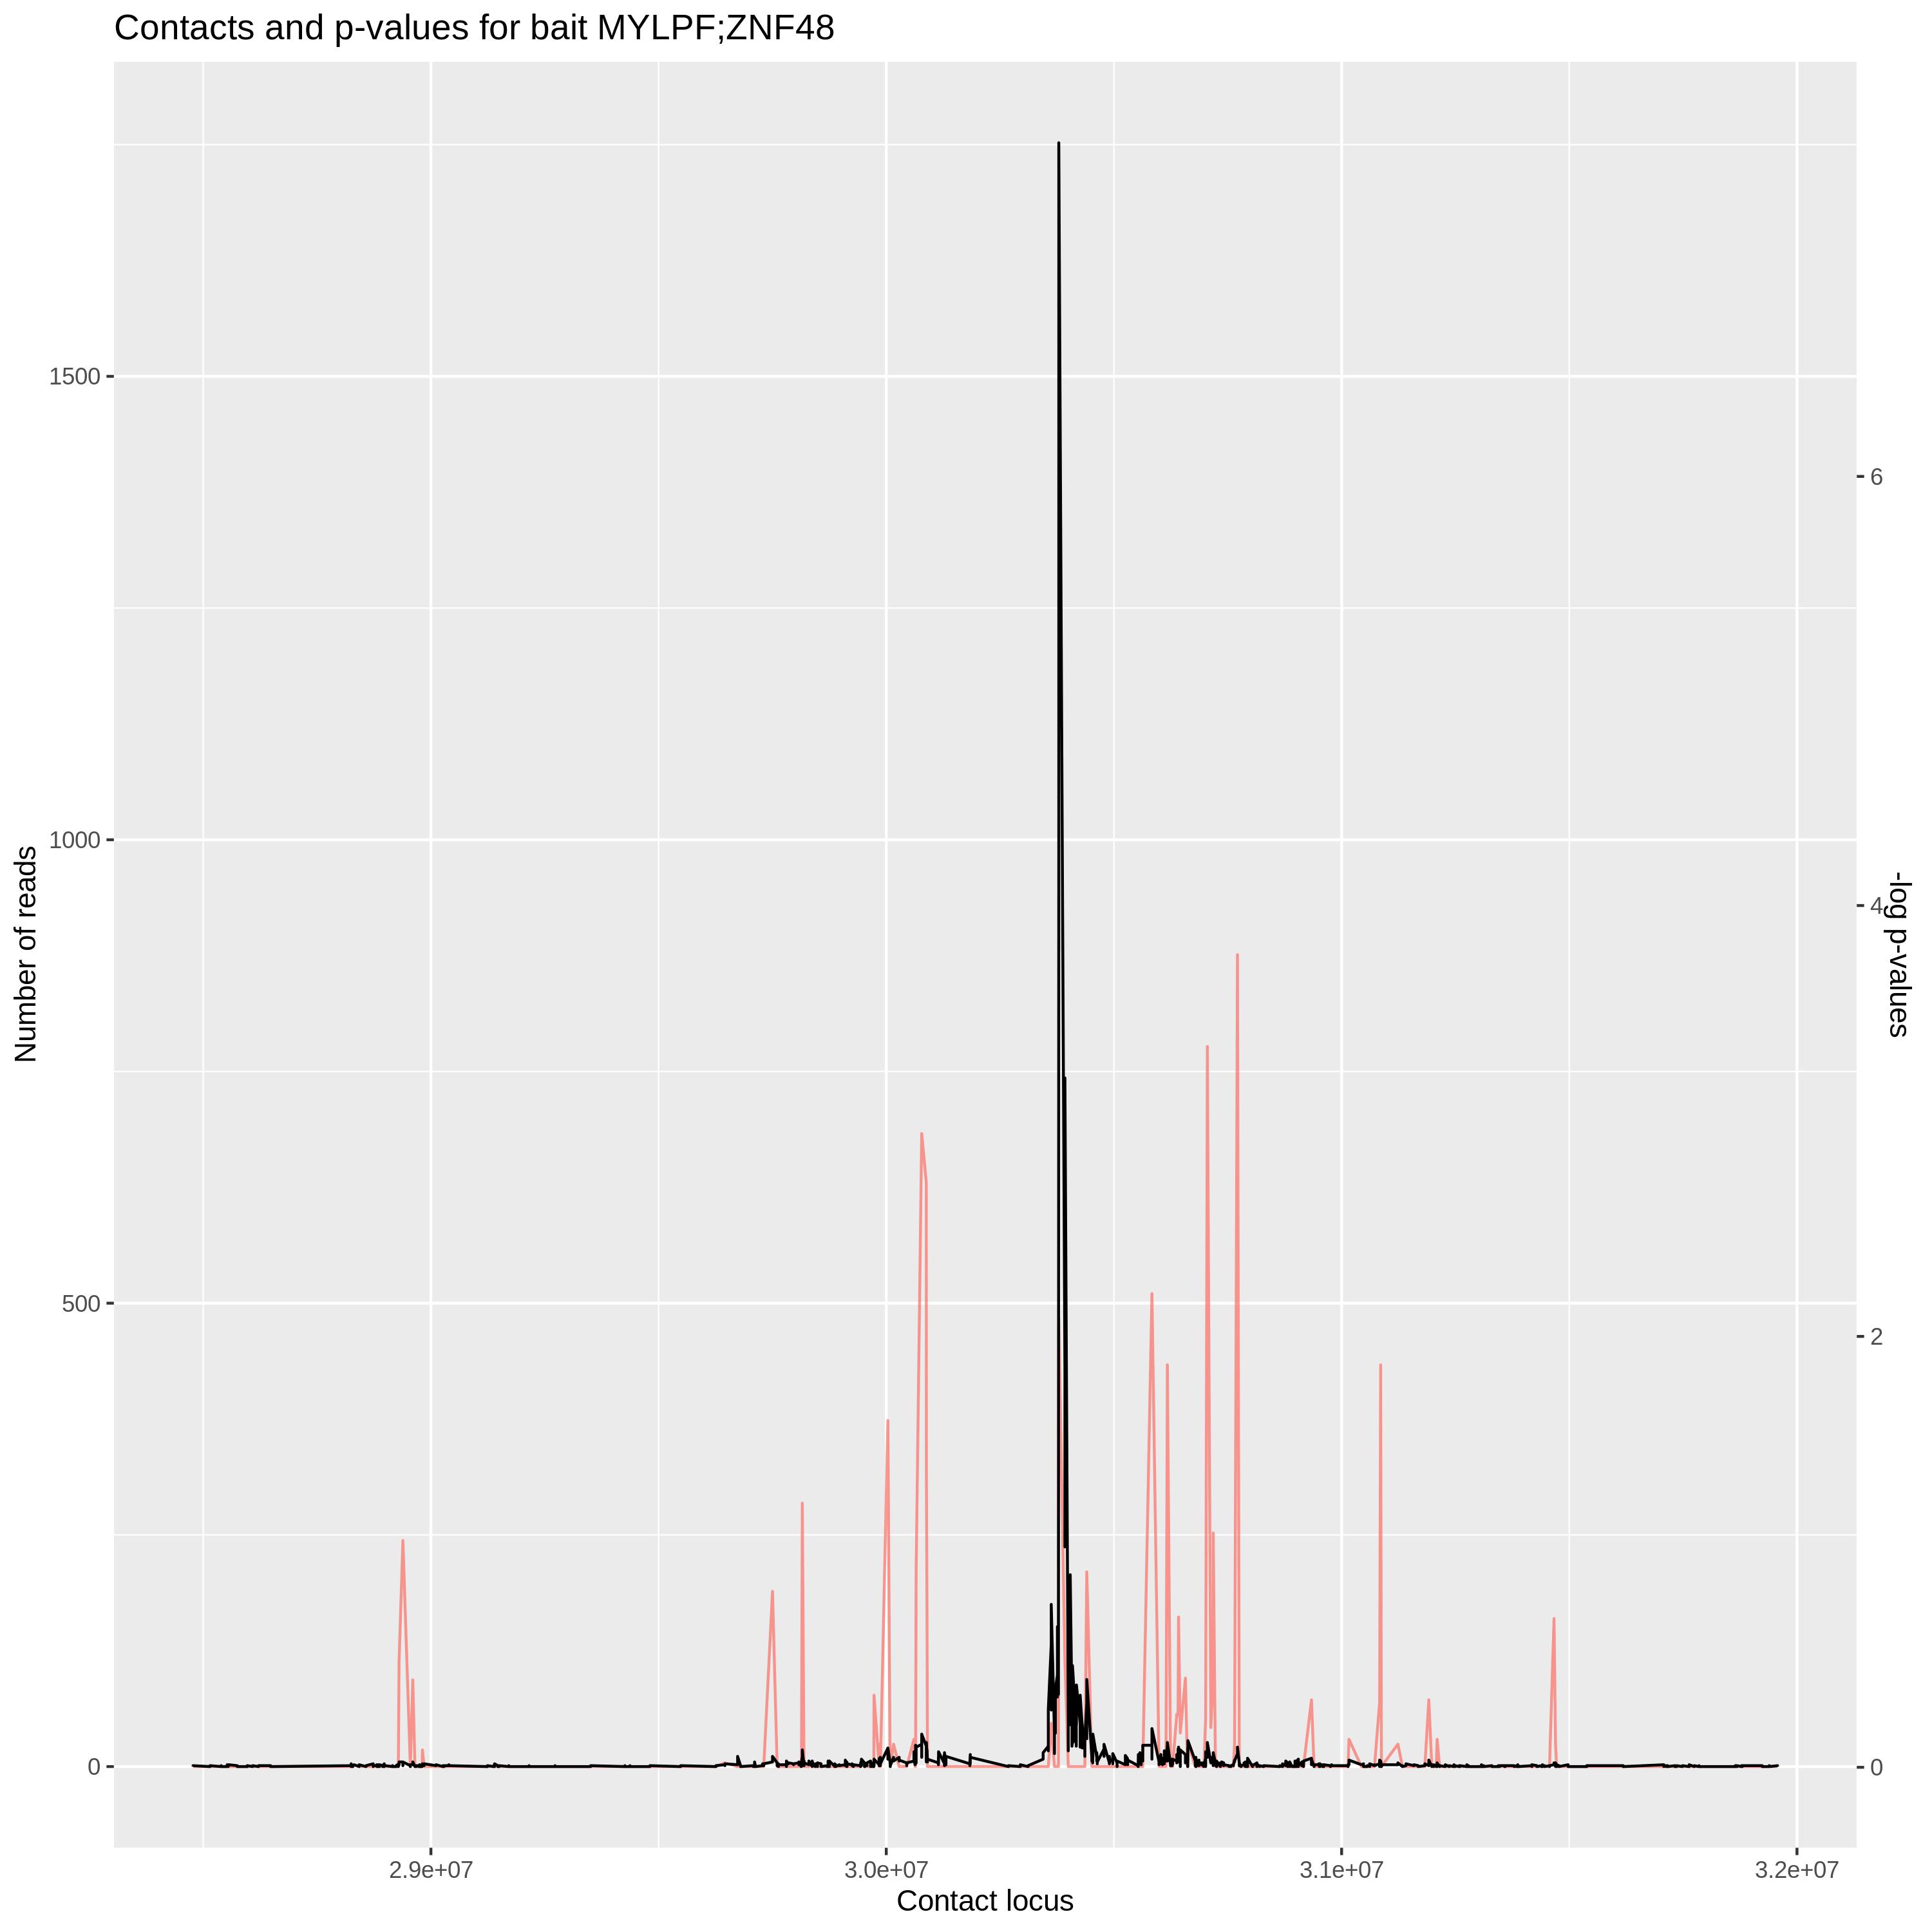 Contacts and p-values for bait MYLPF;ZNF48
1500
1000
500
0
Number of reads
6
4
2
0
-log p-values
2.9e+07 3.0e+07 3.1e+07 3.2e+07
Contact locus